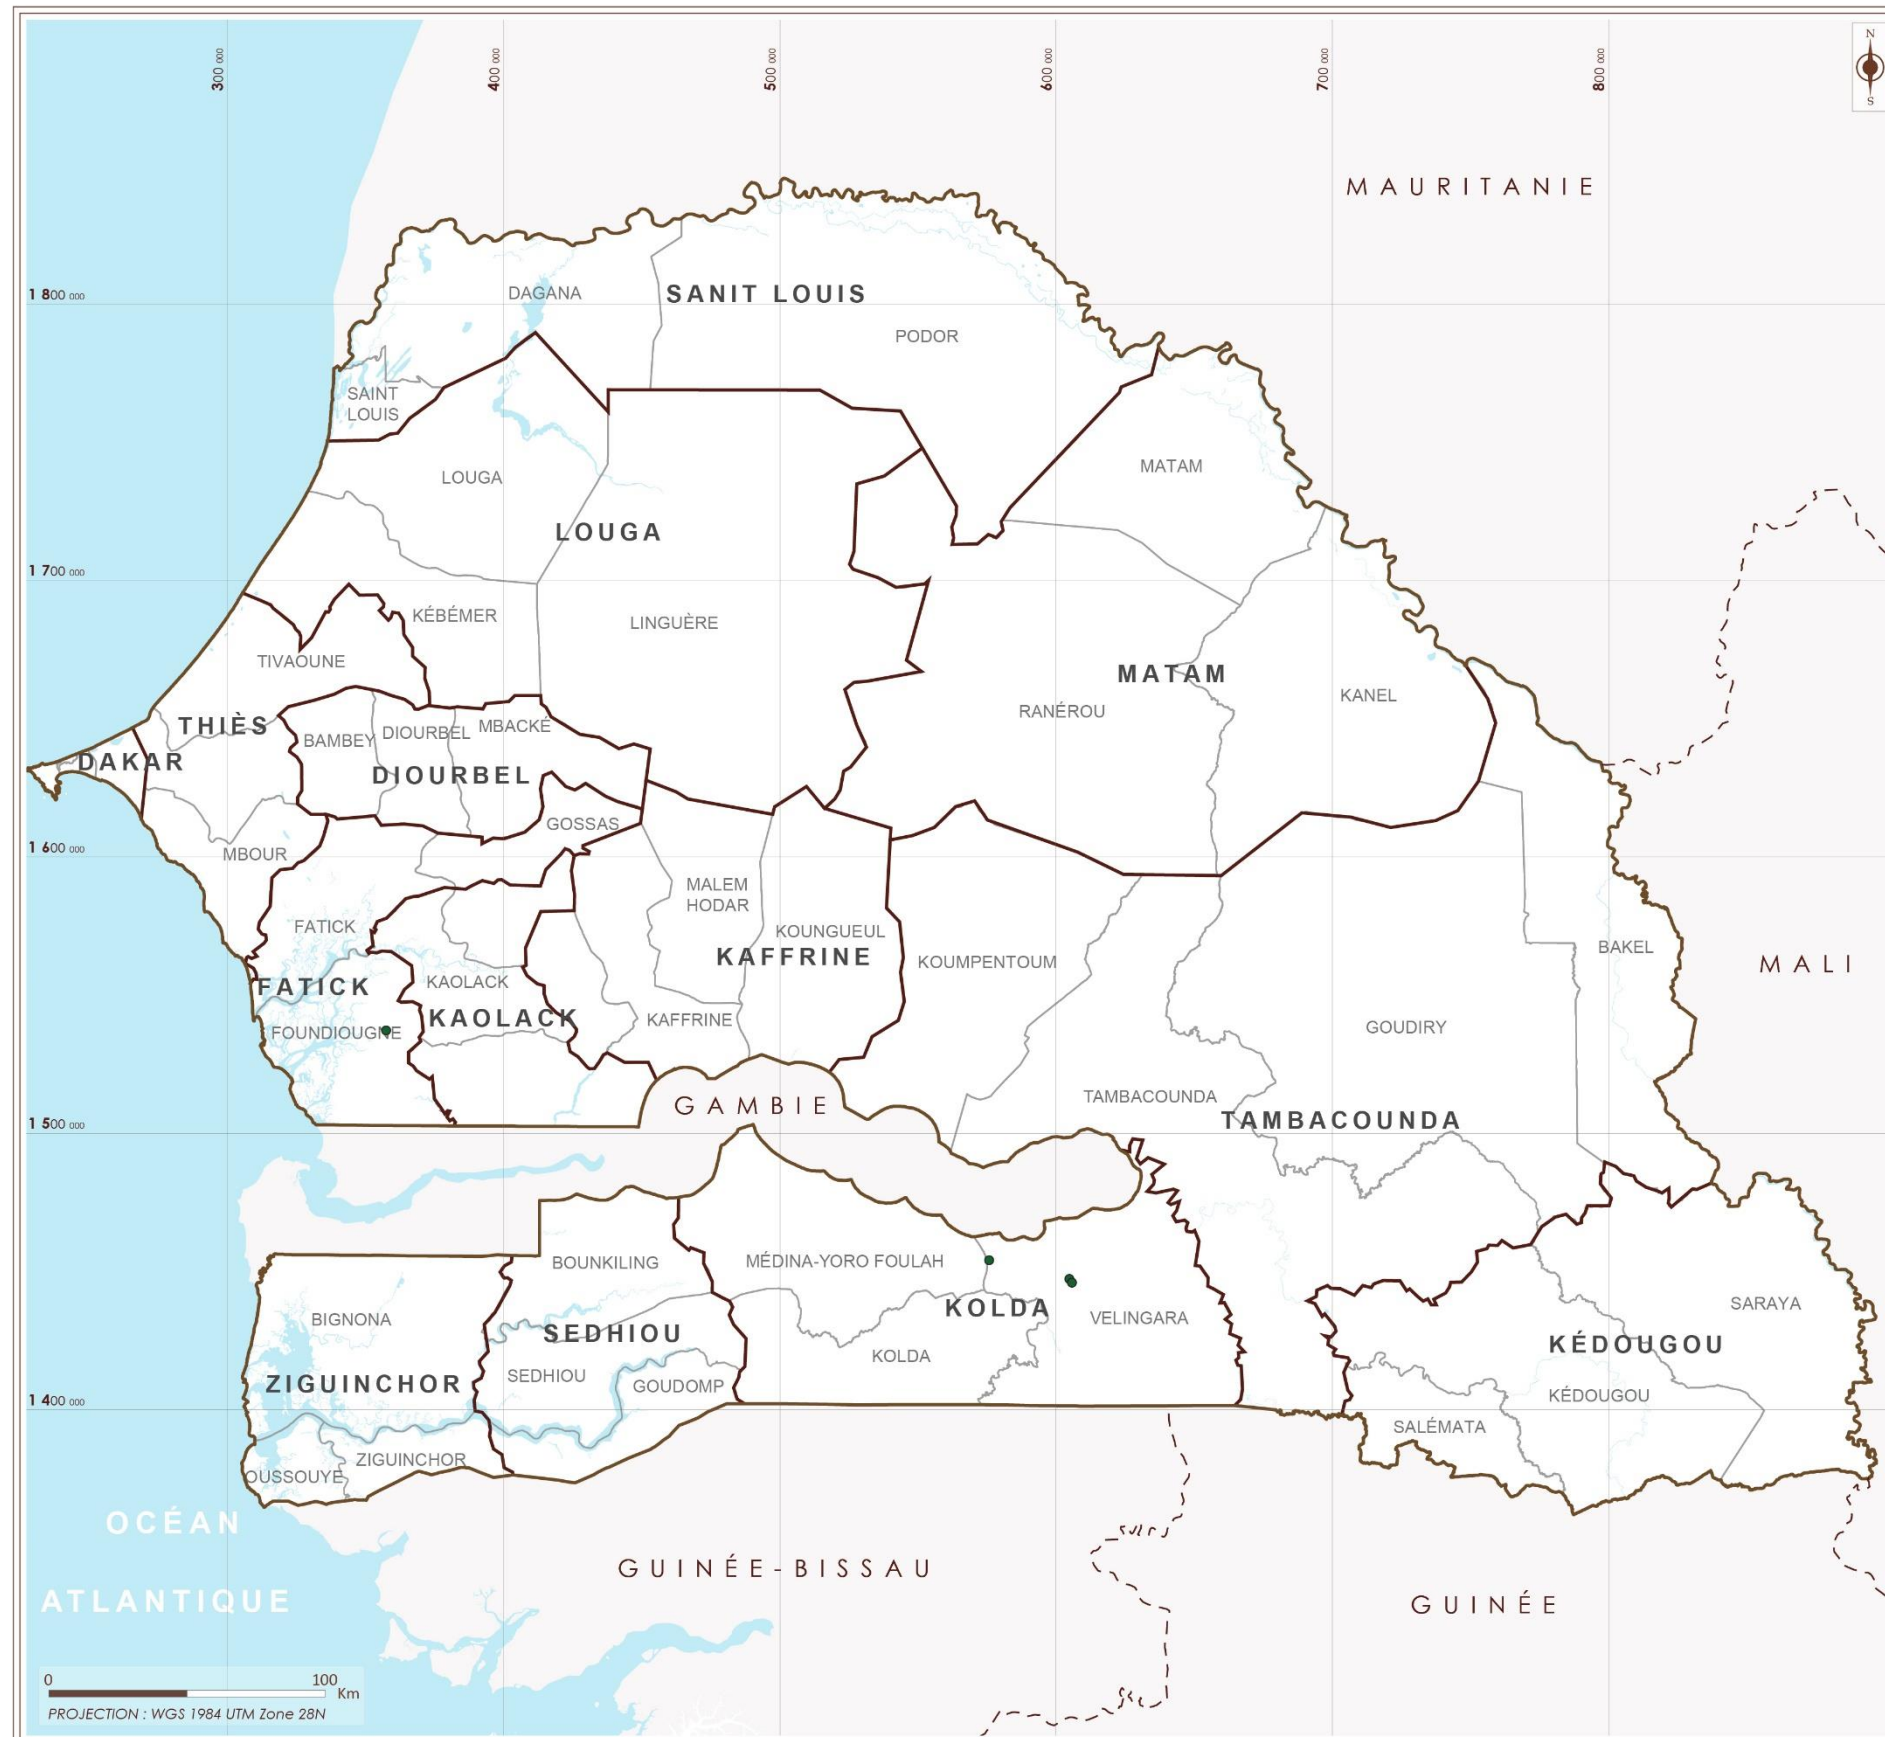 300 000
400 000
500 000
600 000
700 000
800 000
N
S
MAURITANIE
1 800 000
DAGANA
SANIT LOUIS
PODOR
SAINT
LOUIS
MATAM
LOUGA
LOUGA
1 700 000
KÉBÉMER
LINGUÈRE
TIVAOUNE
MATAM
KANEL
RANÉROU
THIÈS
BAMBEY
DIOURBEL
MBACKÉ
DAKAR
DIOURBEL
GOSSAS
1 600 000
MBOUR
MALEM
HODAR
FATICK
KOUNGUEUL
BAKEL
KAFFRINE
KOUMPENTOUM
MALI
FATICK
KAOLACK
KAOLACK
KAFFRINE
FOUNDIOUGNE
GOUDIRY
TAMBACOUNDA
GAMBIE
TAMBACOUNDA
1 500 000
BOUNKILING
MÉDINA-YORO FOULAH
KOLDA
VELINGARA
SARAYA
BIGNONA
SEDHIOU
KÉDOUGOU
KOLDA
SEDHIOU
GOUDOMP
ZIGUINCHOR
KÉDOUGOU
1 400 000
SALÉMATA
ZIGUINCHOR
OUSSOUYE
OCÉAN
ATLANTIQUE
GUINÉE-BISSAU
GUINÉE
0 100
Km
PROJECTION : WGS 1984 UTM Zone 28N